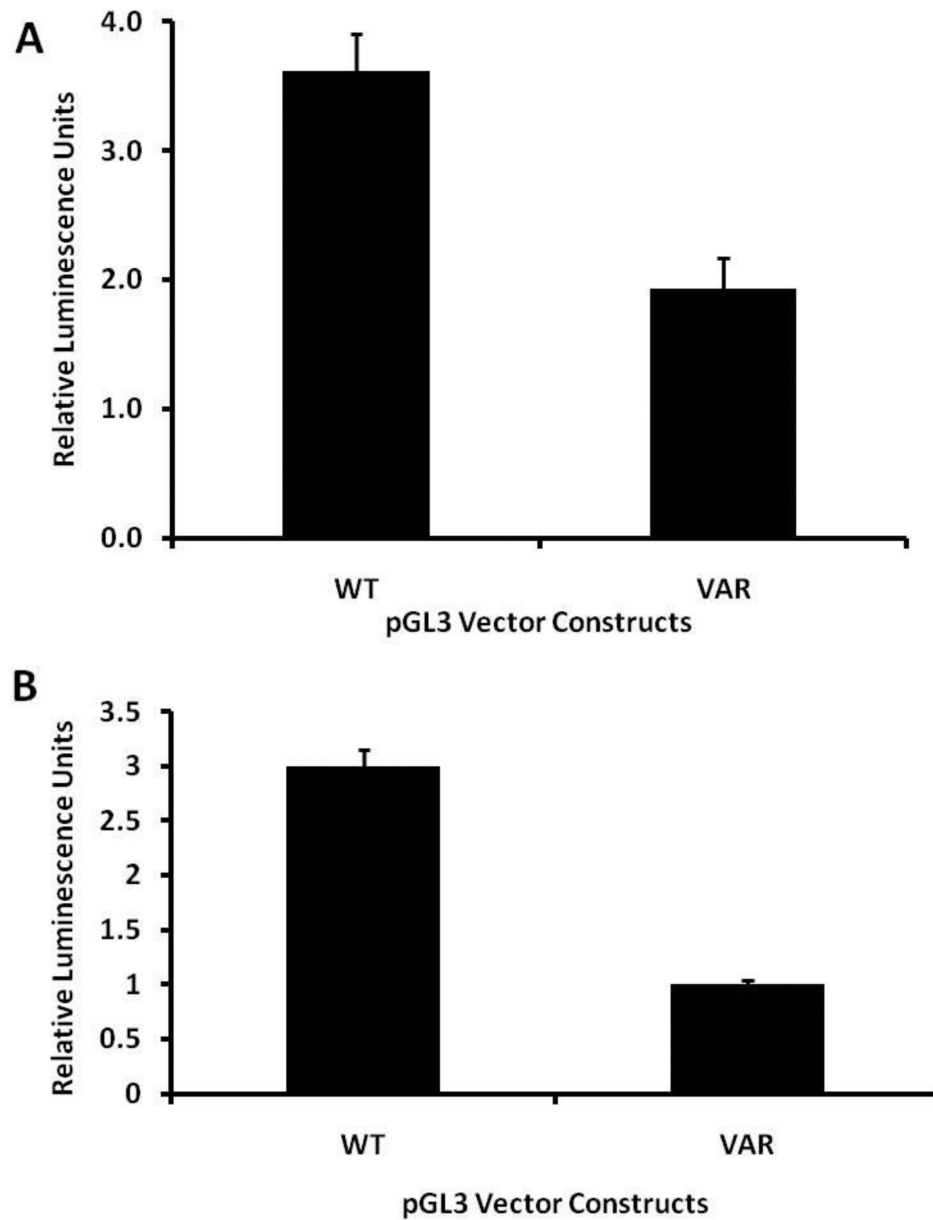 A
Relative Luminescence Units
4.0
3.0
2.0
1.0
0.0
WT VAR
pGL3 Vector Constructs
B
Relative Luminescence Units
3.5
3
2.5
2
1.5
1
0.5
0
WT VAR
pGL3 Vector Constructs